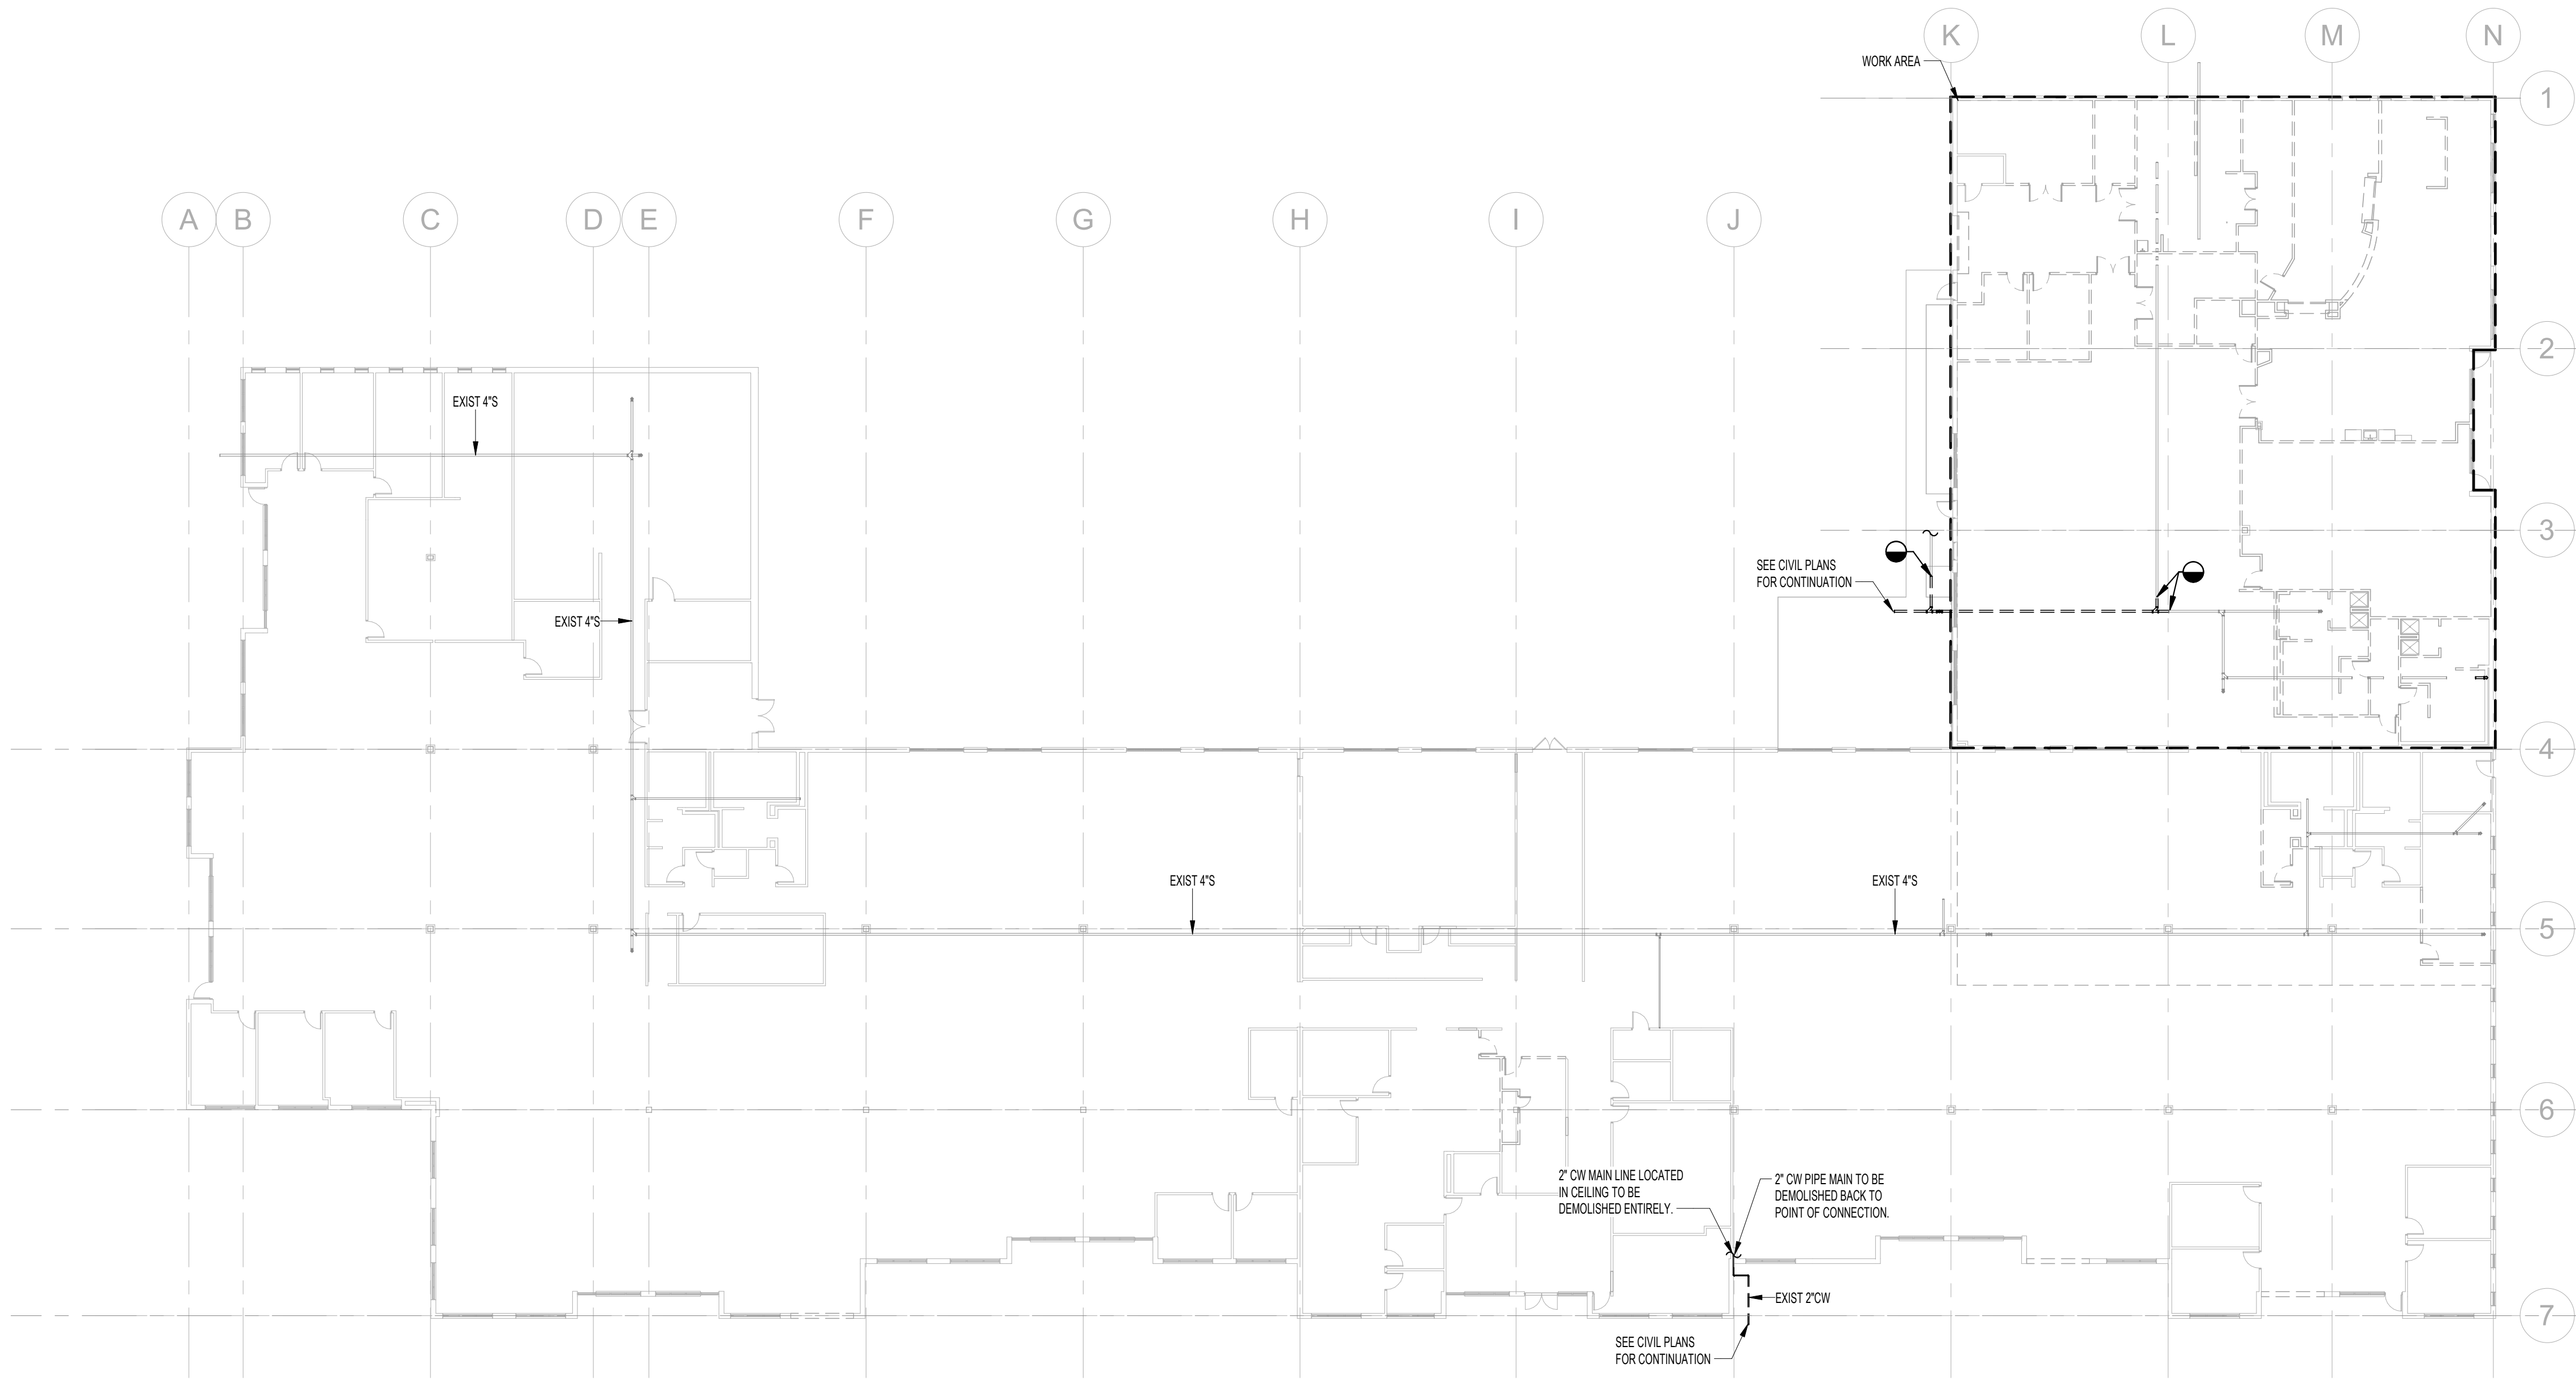 K
L
M
N
WORK AREA
1
A
B
C
D
E
F
G
H
I
J
2
EXIST 4"S
3
SEE CIVIL PLANS
FOR CONTINUATION
EXIST 4"S
4
EXIST 4"S
EXIST 4"S
5
6
2" CW MAIN LINE LOCATED
IN CEILING TO BE
DEMOLISHED ENTIRELY.
2" CW PIPE MAIN TO BE
DEMOLISHED BACK TO
POINT OF CONNECTION.
EXIST 2"CW
7
SEE CIVIL PLANS
FOR CONTINUATION